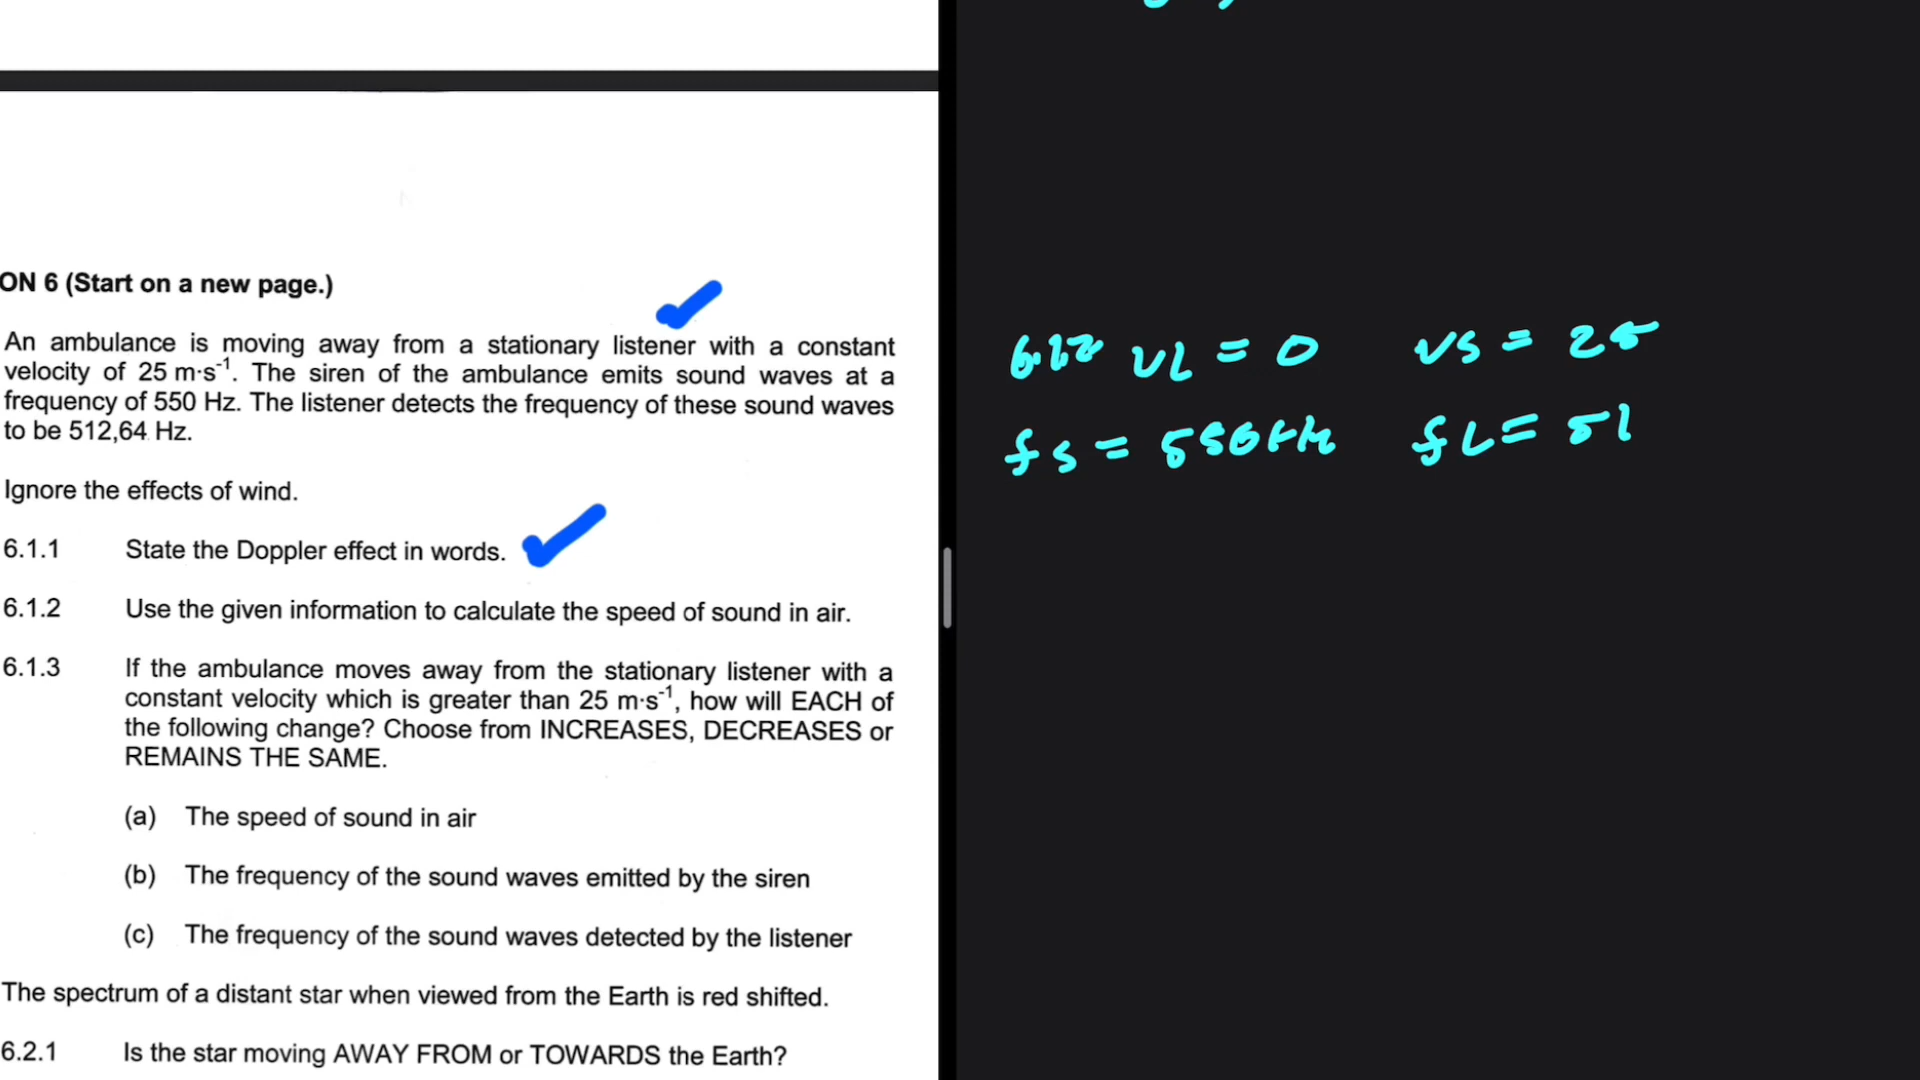 ON 6 (Start on a new page.)
An ambulance is moving away from a stationary listener with a constant
velocity of 25 m·s⁻¹. The siren of the ambulance emits sound waves at a
frequency of 550 Hz. The listener detects the frequency of these sound waves
to be 512,64 Hz.
Ignore the effects of wind.
6.1.1 State the Doppler effect in words.
6.1.2 Use the given information to calculate the speed of sound in air.
6.1.3 If the ambulance moves away from the stationary listener with a
constant velocity which is greater than 25 m·s⁻¹, how will EACH of
the following change? Choose from INCREASES, DECREASES or
REMAINS THE SAME.
(a) The speed of sound in air
(b) The frequency of the sound waves emitted by the siren
(c) The frequency of the sound waves detected by the listener
The spectrum of a distant star when viewed from the Earth is red shifted.
6.2.1 Is the star moving AWAY FROM or TOWARDS the Earth?
6.12 VL = 0 VS = 25
fs = 550Hz fL = 51